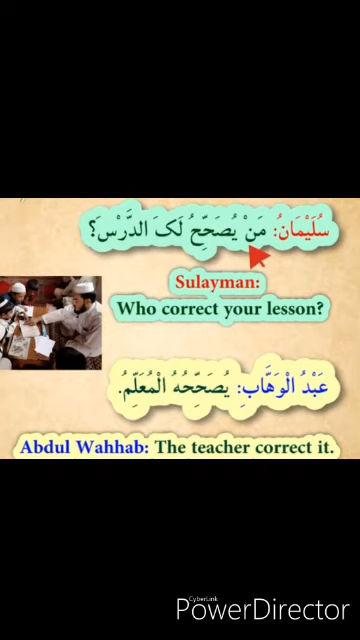 سُلَيْمَانُ: مَنْ يُصَحِّحُ لَکَ الدَّرْسَ؟
Sulayman:
Who correct your lesson?
عَبْدُ الْوَهَّابِ: يُصَحِّحُهُ الْمُعَلِّمُ.
Abdul Wahhab: The teacher correct it.
CyberLink
PowerDirector